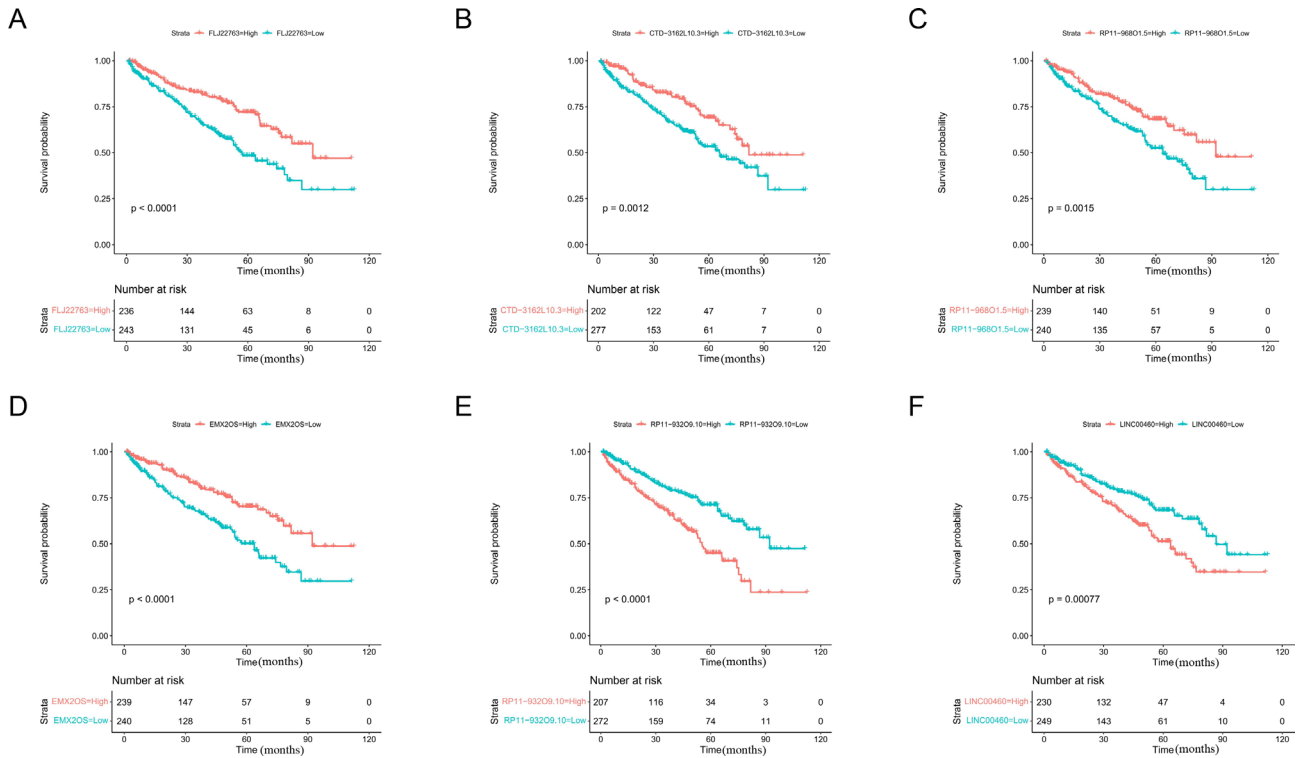 A
Strata FLJ22763=High FLJ22763=Low
1.00
0.75
0.50
0.25
0.00
Survival probability
p < 0.0001
0 30 60 90 120
Time(months)
Number at risk
Strata
FLJ22763=High 236 144 63 8 0
FLJ22763=Low 243 131 45 6 0
0 30 60 90 120
Time (months)
B
Strata CTD−3162L10.3=High CTD−3162L10.3=Low
1.00
0.75
0.50
0.25
0.00
Survival probability
p = 0.0012
0 30 60 90 120
Time(months)
Number at risk
Strata
CTD−3162L10.3=High 202 122 47 7 0
CTD−3162L10.3=Low 277 153 61 7 0
0 30 60 90 120
Time (months)
C
Strata RP11−968O1.5=High RP11−968O1.5=Low
1.00
0.75
0.50
0.25
0.00
Survival probability
p = 0.0015
0 30 60 90 120
Time(months)
Number at risk
Strata
RP11−968O1.5=High 239 140 51 9 0
RP11−968O1.5=Low 240 135 57 5 0
0 30 60 90 120
Time (months)
D
Strata EMX2OS=High EMX2OS=Low
1.00
0.75
0.50
0.25
0.00
Survival probability
p < 0.0001
0 30 60 90 120
Time(months)
Number at risk
Strata
EMX2OS=High 239 147 57 9 0
EMX2OS=Low 240 128 51 5 0
0 30 60 90 120
Time (months)
E
Strata RP11−932O9.10=High RP11−932O9.10=Low
1.00
0.75
0.50
0.25
0.00
Survival probability
p < 0.0001
0 30 60 90 120
Time(months)
Number at risk
Strata
RP11−932O9.10=High 207 116 34 3 0
RP11−932O9.10=Low 272 159 74 11 0
0 30 60 90 120
Time (months)
F
Strata LINC00460=High LINC00460=Low
1.00
0.75
0.50
0.25
0.00
Survival probability
p = 0.00077
0 30 60 90 120
Time(months)
Number at risk
Strata
LINC00460=High 230 132 47 4 0
LINC00460=Low 249 143 61 10 0
0 30 60 90 120
Time (months)